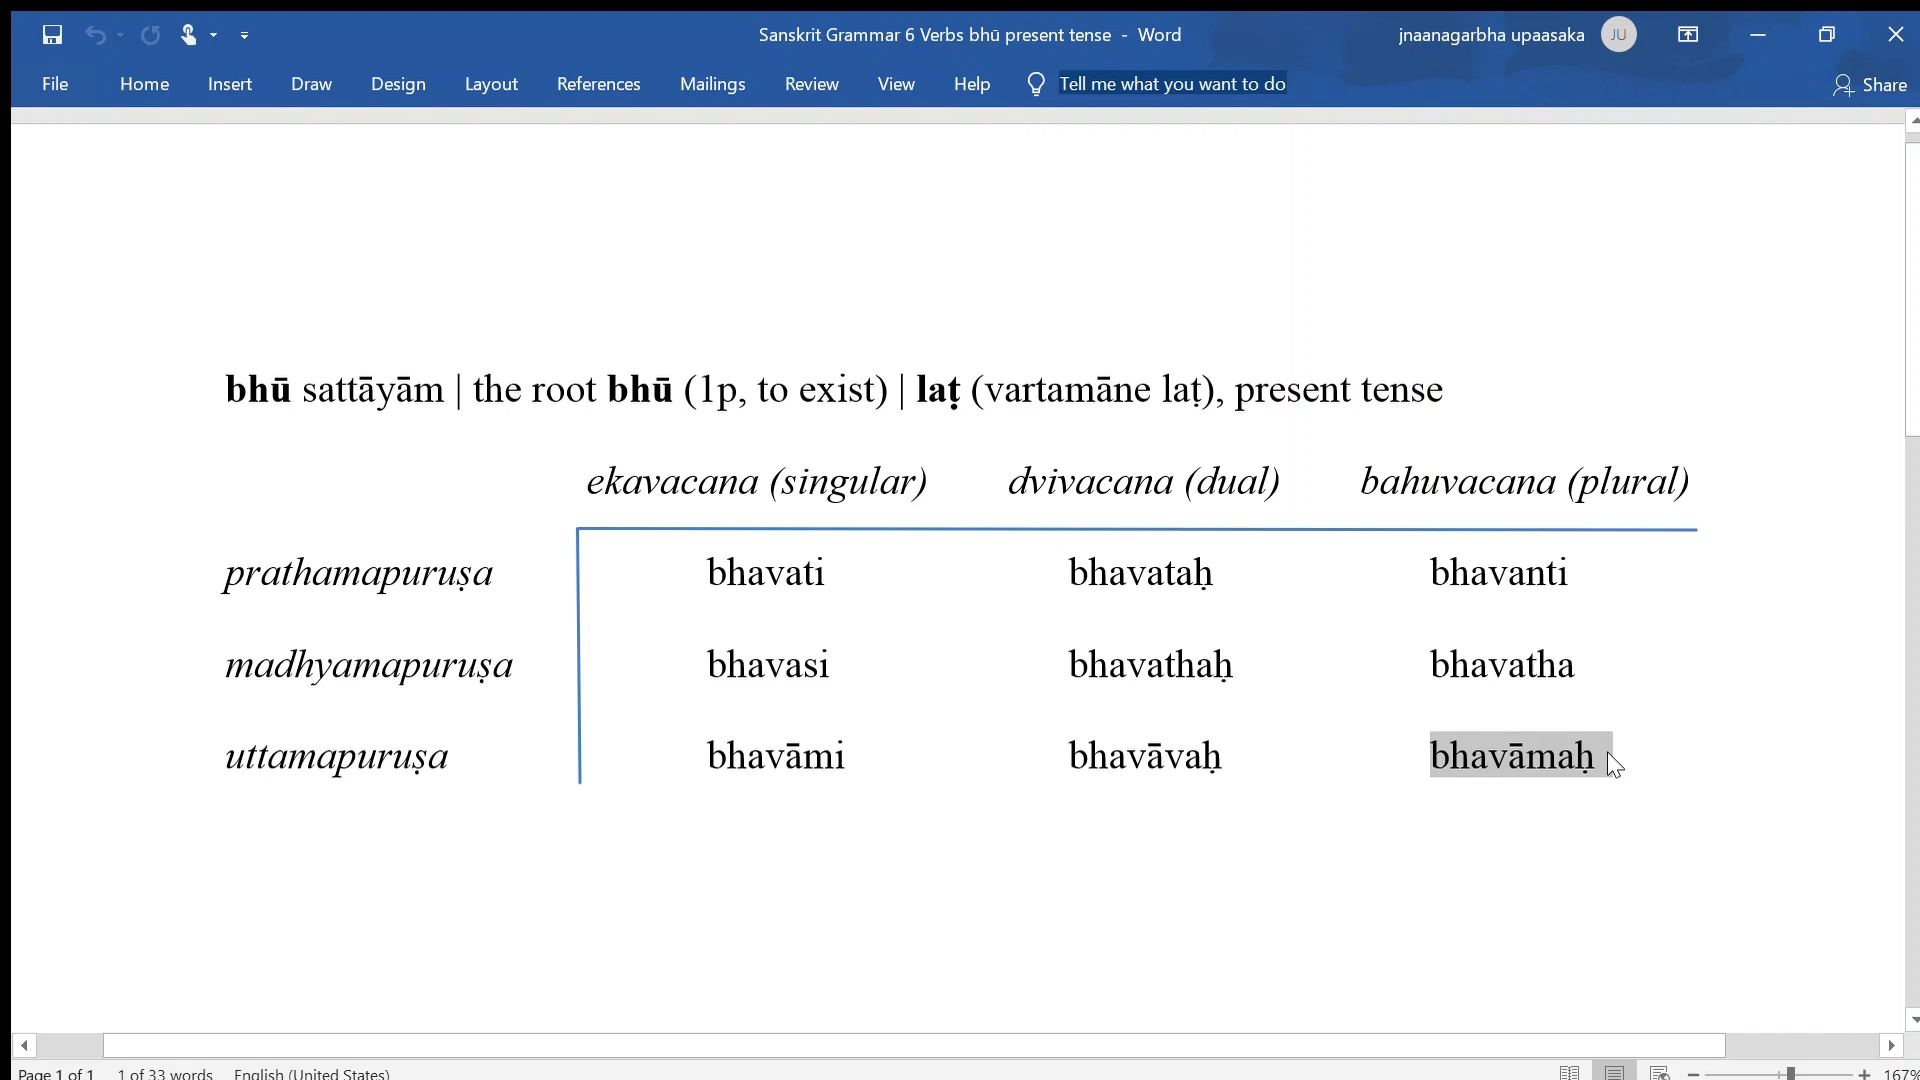 Sanskrit Grammar 6 Verbs bhū present tense - Word
jnaanagarbha upaasaka JU
File Home Insert Draw Design Layout References Mailings Review View Help Tell me what you want to do Share
bhū sattāyām | the root bhū (1p, to exist) | laṭ (vartamāne laṭ), present tense
ekavacana (singular) dvivacana (dual) bahuvacana (plural)
prathamapuruṣa bhavati bhavataḥ bhavanti
madhyamapuruṣa bhavasi bhavathaḥ bhavatha
uttamapuruṣa bhavāmi bhavāvaḥ bhavāmaḥ
Page 1 of 1 1 of 33 words English (United States) 167%